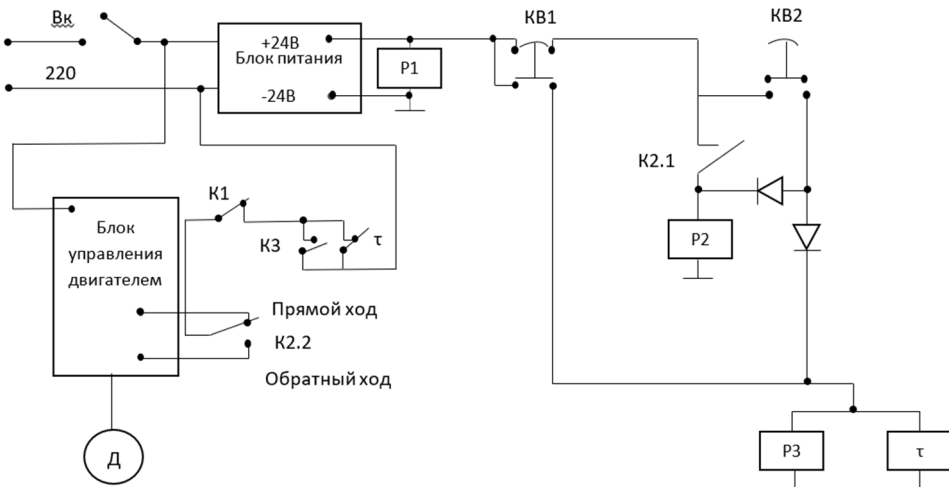 Вк
КВ1
КВ2
220
+24В
Блок питания
-24В
Р1
К2.1
К1
К3
τ
Блок
управления
двигателем
Р2
Прямой ход
К2.2
Обратный ход
Д
Р3
τ